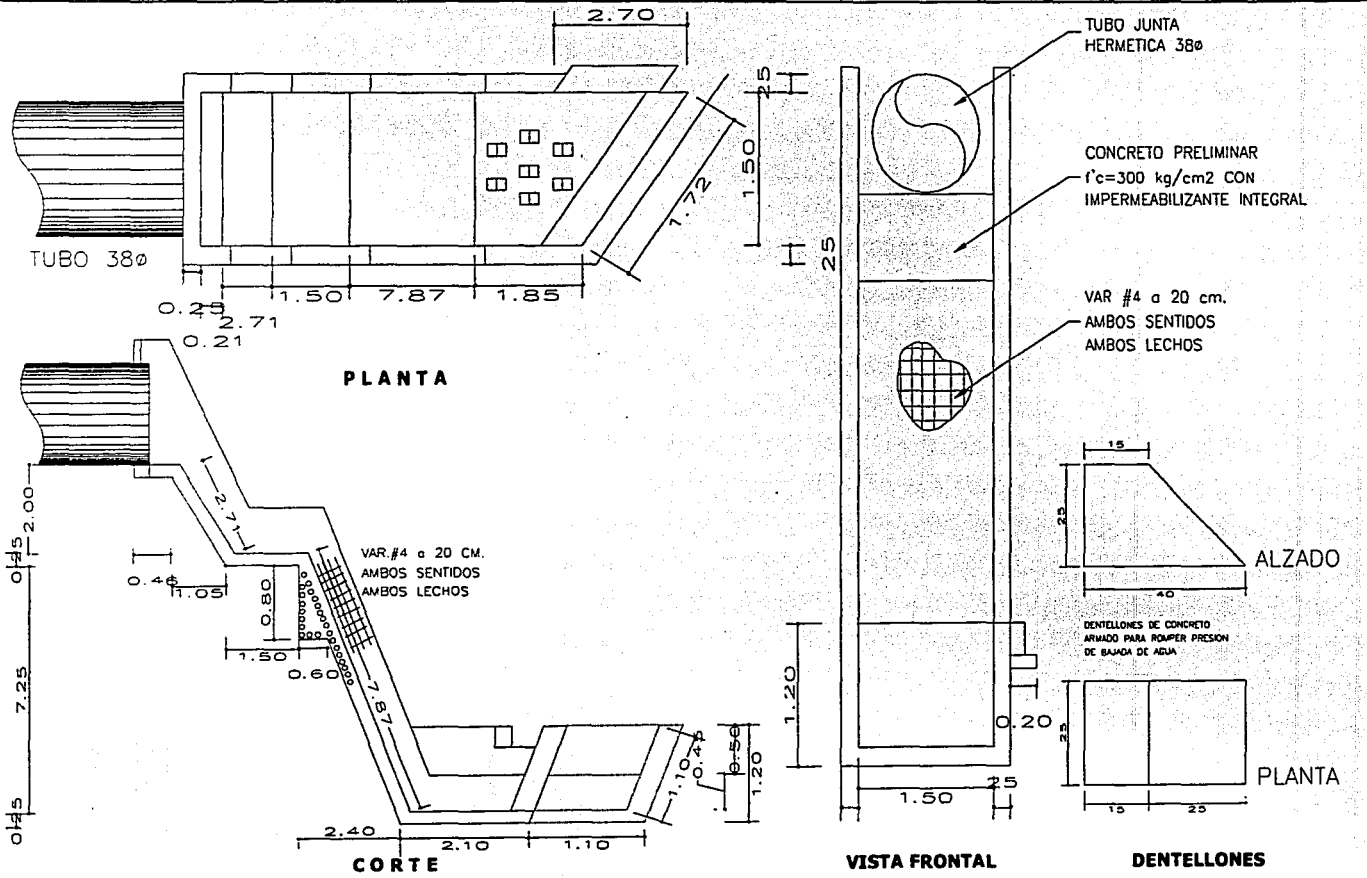 2.70
25
1.50
25
1.72
TUBO 38ø
0.25
2.71
0.21
1.50
7.87
1.85
PLANTA
2.00
0.25
7.25
0.25
2.71
0.46
1.05
0.80
1.50
0.60
VAR.#4 a 20 CM.
AMBOS SENTIDOS
AMBOS LECHOS
7.87
2.40
2.10
1.10
1.10
0.45
0.50
1.20
CORTE
TUBO JUNTA
HERMETICA 38ø
CONCRETO PRELIMINAR
f'c=300 kg/cm2 CON
IMPERMEABILIZANTE INTEGRAL
VAR #4 a 20 cm.
AMBOS SENTIDOS
AMBOS LECHOS
1.20
0.20
1.50
25
VISTA FRONTAL
15
25
40
ALZADO
DENTELLONES DE CONCRETO
ARMADO PARA ROMPER PRESION
DE BAJADA DE AGUA
25
15
25
PLANTA
DENTELLONES